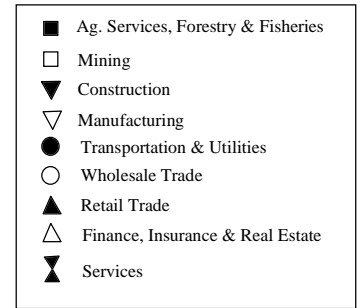 Ag. Services, Forestry & Fisheries
Mining
Construction
Manufacturing
Transportation & Utilities
Wholesale Trade
Retail Trade
Finance, Insurance & Real Estate
Services